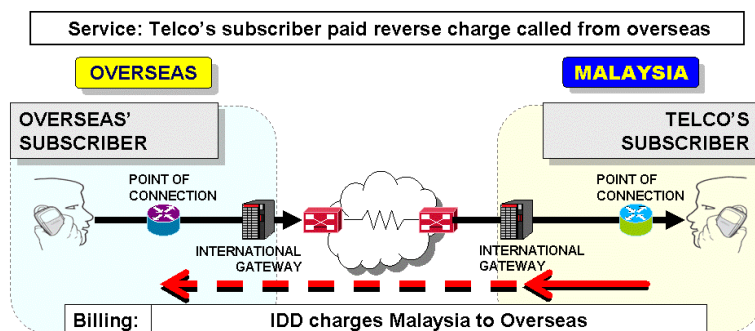 Service: Telco's subscriber paid reverse charge called from overseas
OVERSEAS
MALAYSIA
OVERSEAS'
SUBSCRIBER
TELCO'S
SUBSCRIBER
POINT OF
CONNECTION
POINT OF
CONNECTION
INTERNATIONAL
GATEWAY
INTERNATIONAL
GATEWAY
Billing: IDD charges Malaysia to Overseas